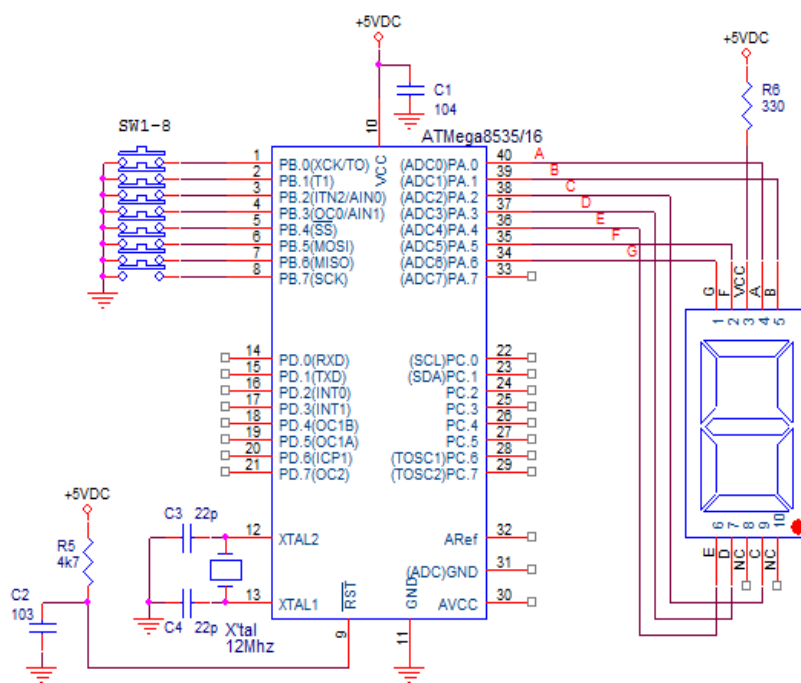 +5VDC
+5VDC
C1
104
R6
330
SW1-8
10
VCC
ATMega8535/16
1 PB.0(XCK/TO) (ADC0)PA.0 40 A
2 PB.1(T1) (ADC1)PA.1 39 B
3 PB.2(ITN2/AIN0) (ADC2)PA.2 38 C
4 PB.3(OC0/AIN1) (ADC3)PA.3 37 D
5 PB.4(SS) (ADC4)PA.4 36 E
6 PB.5(MOSI) (ADC5)PA.5 35 F
7 PB.6(MISO) (ADC6)PA.6 34 G
8 PB.7(SCK) (ADC7)PA.7 33
G F VCC A B
1 2 3 4 5
14 PD.0(RXD) (SCL)PC.0 22
15 PD.1(TXD) (SDA)PC.1 23
16 PD.2(INT0) PC.2 24
17 PD.3(INT1) PC.3 25
18 PD.4(OC1B) PC.4 26
19 PD.5(OC1A) PC.5 27
20 PD.6(ICP1) (TOSC1)PC.6 28
21 PD.7(OC2) (TOSC2)PC.7 29
6 7 8 9 10
E D NC C NC
+5VDC
R5
4k7
C3 22p
12 XTAL2 ARef 32
(ADC)GND 31
13 XTAL1 RST GND AVCC 30
C2
103
C4 22p
X'tal
12Mhz
9
11